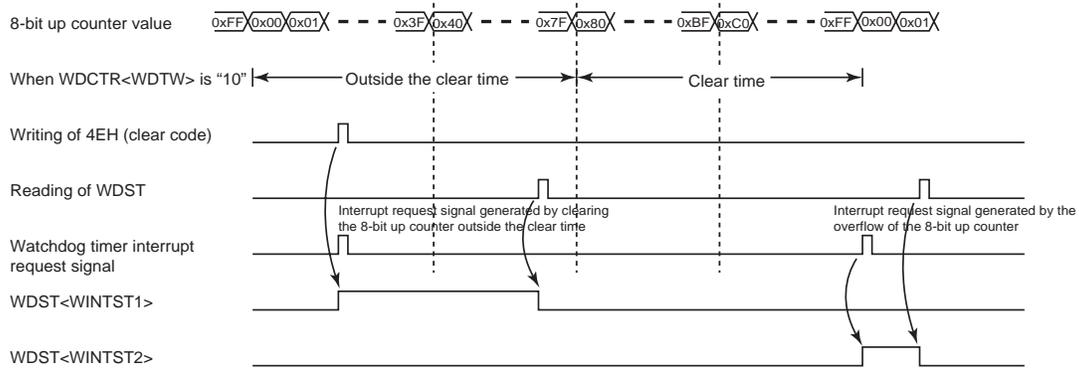 8-bit up counter value 0xFF 0x00 0x01 0x3F 0x40 0x7F 0x80 0xBF 0xC0 0xFF 0x00 0x01
When WDCTR<WDTW> is “10” Outside the clear time Clear time
Writing of 4EH (clear code)
Reading of WDST
Interrupt request signal generated by clearing
the 8-bit up counter outside the clear time
Interrupt request signal generated by the
overflow of the 8-bit up counter
Watchdog timer interrupt
request signal
WDST<WINTST1>
WDST<WINTST2>